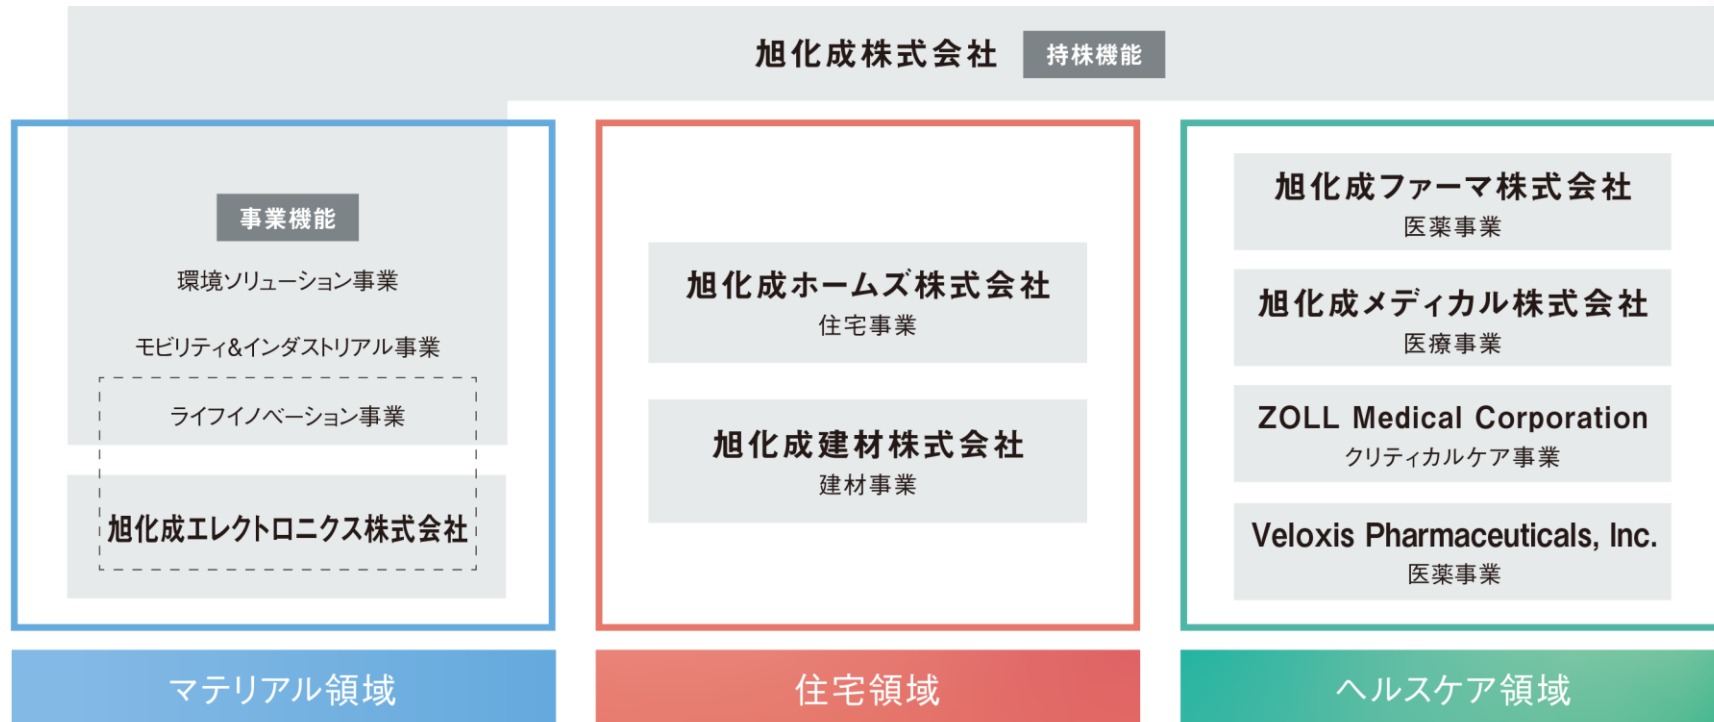 旭化成株式会社 持株機能
事業機能
環境ソリューション事業
モビリティ&インダストリアル事業
ライフイノベーション事業
旭化成エレクトロニクス株式会社
マテリアル領域
旭化成ホームズ株式会社
住宅事業
旭化成建材株式会社
建材事業
住宅領域
旭化成ファーマ株式会社
医薬事業
旭化成メディカル株式会社
医療事業
ZOLL Medical Corporation
クリティカルケア事業
Veloxis Pharmaceuticals, Inc.
医薬事業
ヘルスケア領域